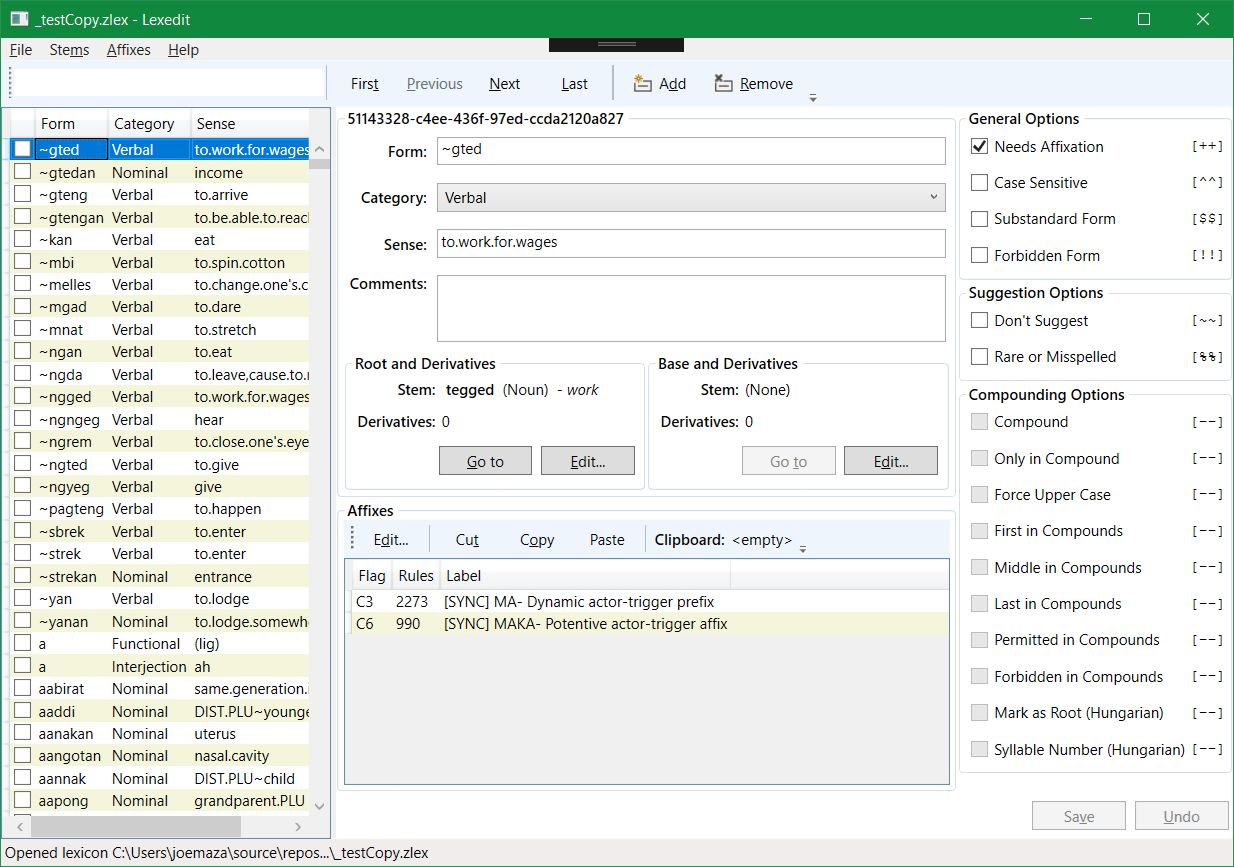 _testCopy.zlex - Lexedit
File Stems Affixes Help
First Previous Next Last Add Remove
Form Category Sense
~gted Verbal to.work.for.wages
~gtedan Nominal income
~gteng Verbal to.arrive
~gtengan Verbal to.be.able.to.reac
~kan Verbal eat
~mbi Verbal to.spin.cotton
~melles Verbal to.change.one's.c
~mgad Verbal to.dare
~mnat Verbal to.stretch
~ngan Verbal to.eat
~ngda Verbal to.leave,cause.to.
~ngged Verbal to.work.for.wages
~ngngeg Verbal hear
~ngrem Verbal to.close.one's.eye
~ngted Verbal to.give
~ngyeg Verbal give
~pagteng Verbal to.happen
~sbrek Verbal to.enter
~strek Verbal to.enter
~strekan Nominal entrance
~yan Verbal to.lodge
~yanan Nominal to.lodge.somewh
a Functional (lig)
a Interjection ah
aabirat Nominal same.generation.
aaddi Nominal DIST.PLU~young
aanakan Nominal uterus
aangotan Nominal nasal.cavity
aannak Nominal DIST.PLU~child
aapong Nominal grandparent.PLU
51143328-c4ee-436f-97ed-ccda2120a827
Form: ~gted
Category: Verbal
Sense: to.work.for.wages
Comments:
Root and Derivatives
Stem: tegged (Noun) - work
Derivatives: 0
Go to Edit...
Base and Derivatives
Stem: (None)
Derivatives: 0
Go to Edit...
Affixes
Edit... Cut Copy Paste Clipboard: <empty>
Flag Rules Label
C3 2273 [SYNC] MA- Dynamic actor-trigger prefix
C6 990 [SYNC] MAKA- Potentive actor-trigger affix
General Options
Needs Affixation [++]
Case Sensitive [^^]
Substandard Form [$$]
Forbidden Form [!!]
Suggestion Options
Don't Suggest [~~]
Rare or Misspelled [%%]
Compounding Options
Compound [--]
Only in Compound [--]
Force Upper Case [--]
First in Compounds [--]
Middle in Compounds [--]
Last in Compounds [--]
Permitted in Compounds [--]
Forbidden in Compounds [--]
Mark as Root (Hungarian) [--]
Syllable Number (Hungarian) [--]
Save Undo
Opened lexicon C:\Users\joemaza\source\repos...\_testCopy.zlex